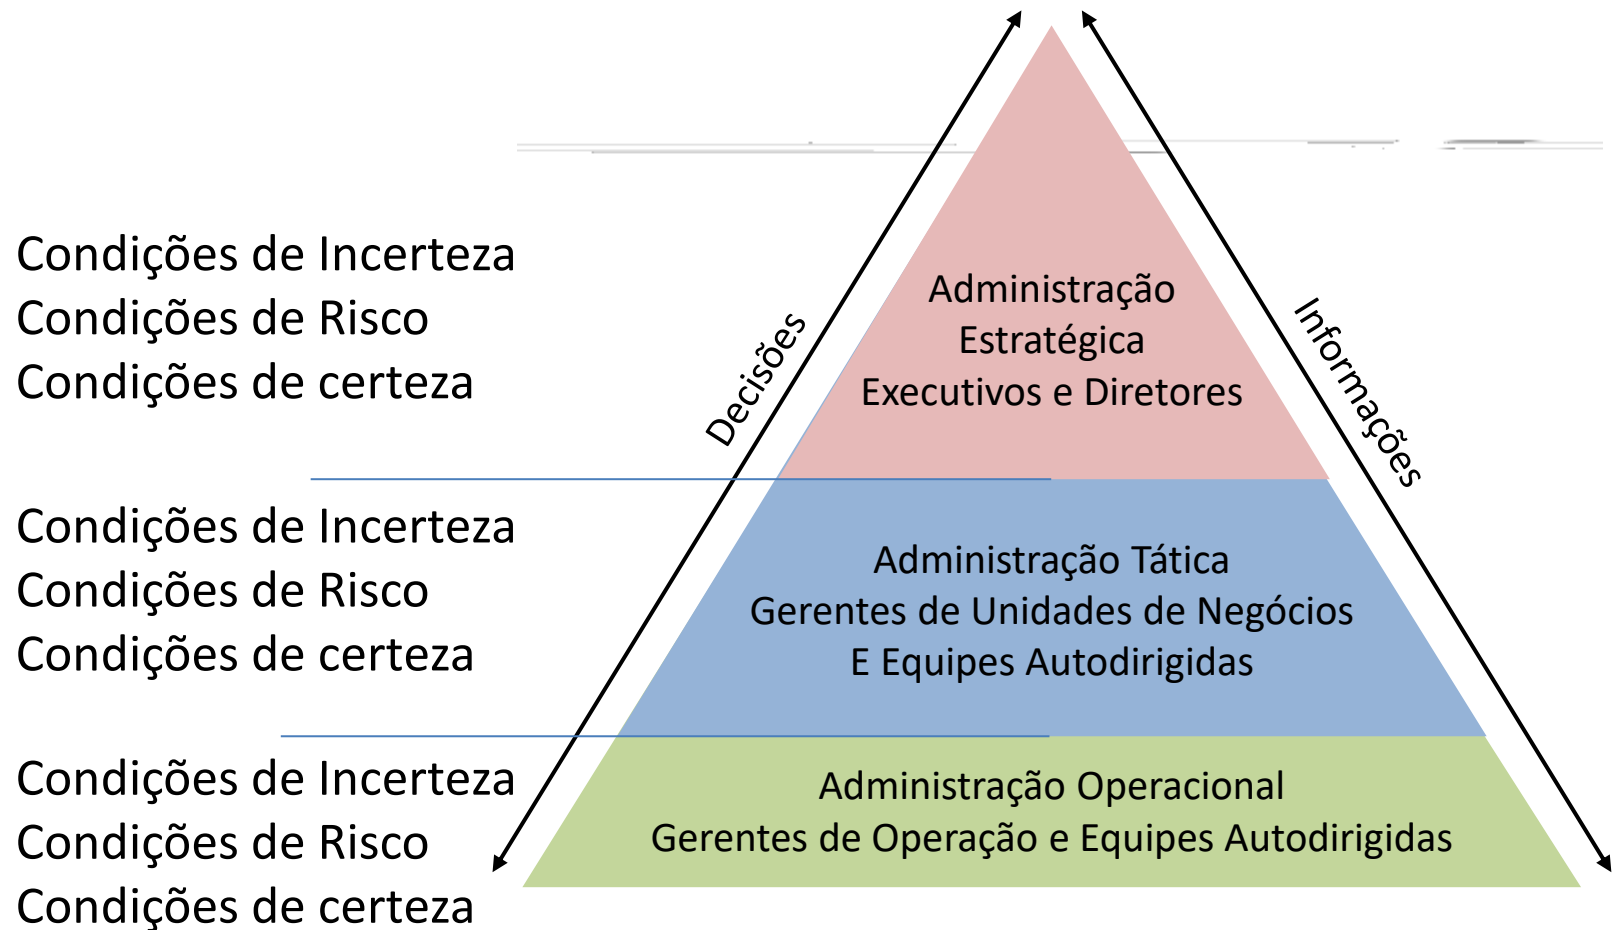 Condições de Incerteza
Condições de Risco
Condições de certeza
Decisões
Administração
Estratégica
Executivos e Diretores
Informações
Condições de Incerteza
Condições de Risco
Condições de certeza
Administração Tática
Gerentes de Unidades de Negócios
E Equipes Autodirigidas
Condições de Incerteza
Condições de Risco
Condições de certeza
Administração Operacional
Gerentes de Operação e Equipes Autodirigidas